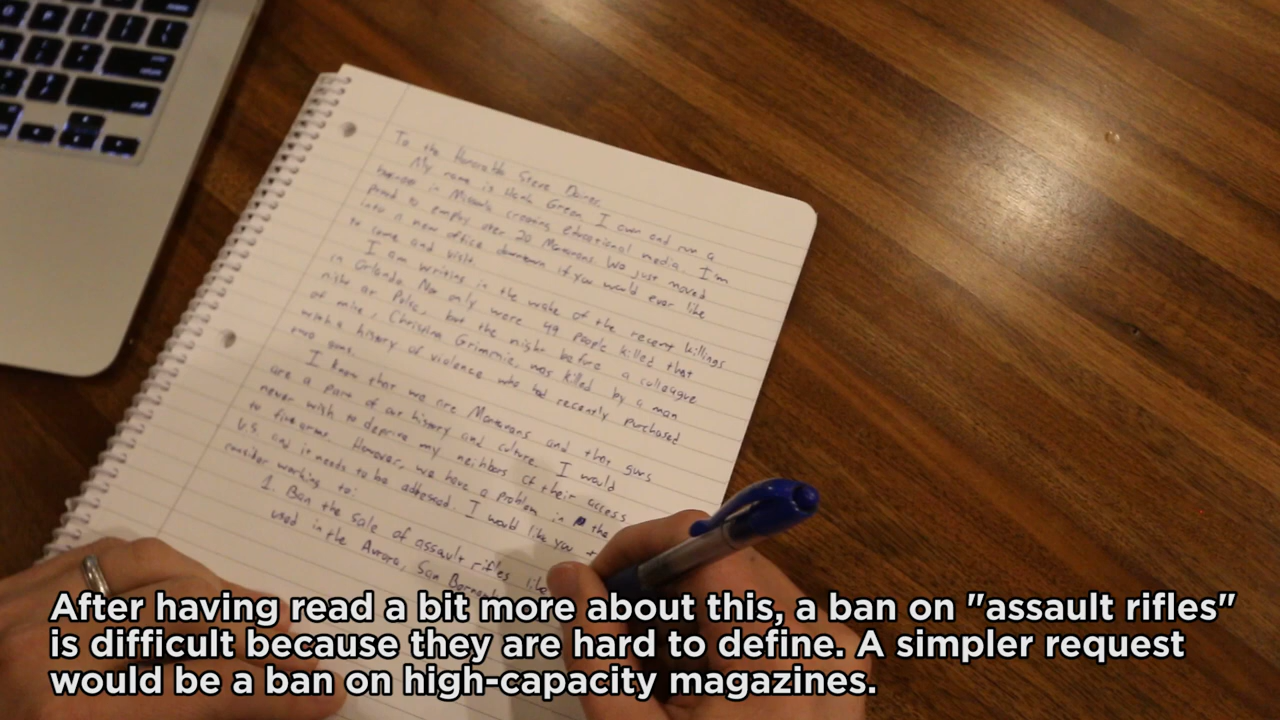 To the Honorable Steve Daines,
My name is Hank Green. I own and run a
business in Missoula creating educational media. I'm
proud to employ over 20 Montanans. We just moved
into a new office downtown if you would ever like
to come and visit.
I am writing in the wake of the recent killings
in Orlando. Not only were 49 people killed that
night at Pulse, but the night before a colleague
of mine, Christina Grimmie, was killed by a man
with a history of violence who had recently purchased
two guns.
I know that we are Montanans and that guns
are a part of our history and culture. I would
never wish to deprive my neighbors of their access
to firearms. However, we have a problem in the
U.S. and it needs to be addressed. I would like you to
consider working to:
1. Ban the sale of assault rifles like
used in the Aurora, San
After having read a bit more about this, a ban on "assault rifles"
is difficult because they are hard to define. A simpler request
would be a ban on high-capacity magazines.